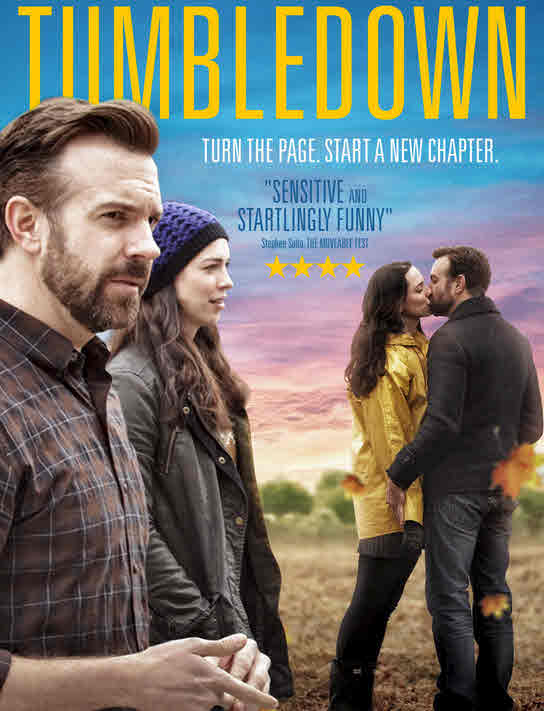 TUMBLEDOWN
TURN THE PAGE. START A NEW CHAPTER.
"SENSITIVE AND
STARTLINGLY FUNNY"
Stephen Saito, THE MOVEABLE FEST